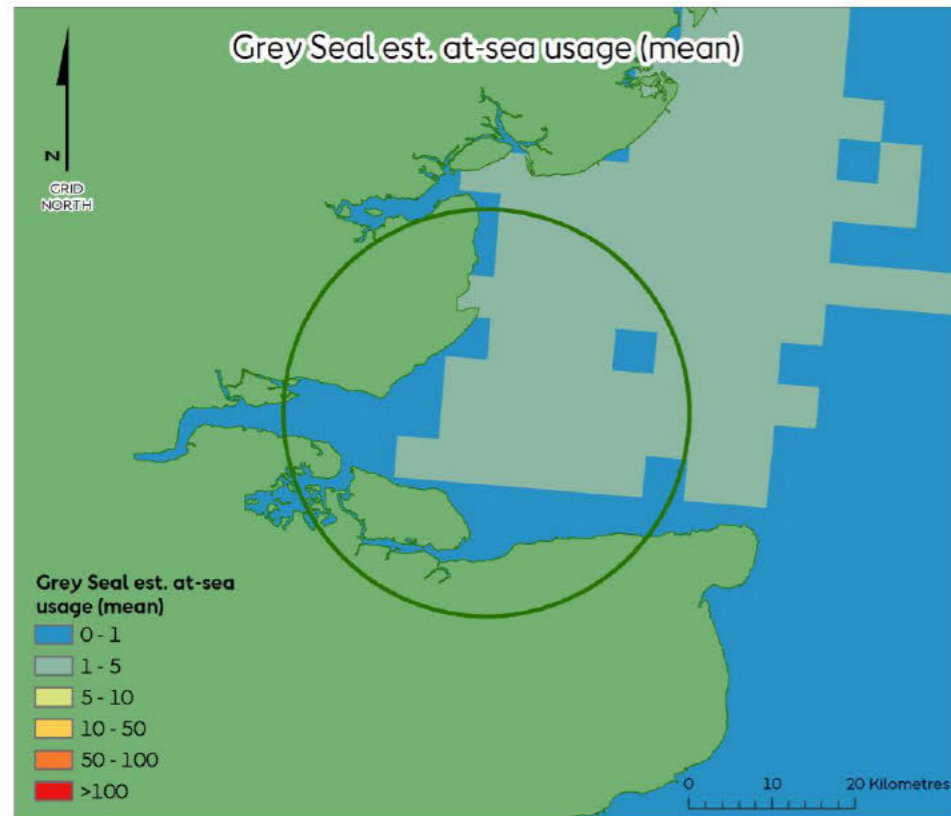 Grey Seal est. at-sea usage (mean)
N
GRID
NORTH
Grey Seal est. at-sea
usage (mean)
0 - 1
1 - 5
5 - 10
10 - 50
50 - 100
>100
0 10 20 Kilometres